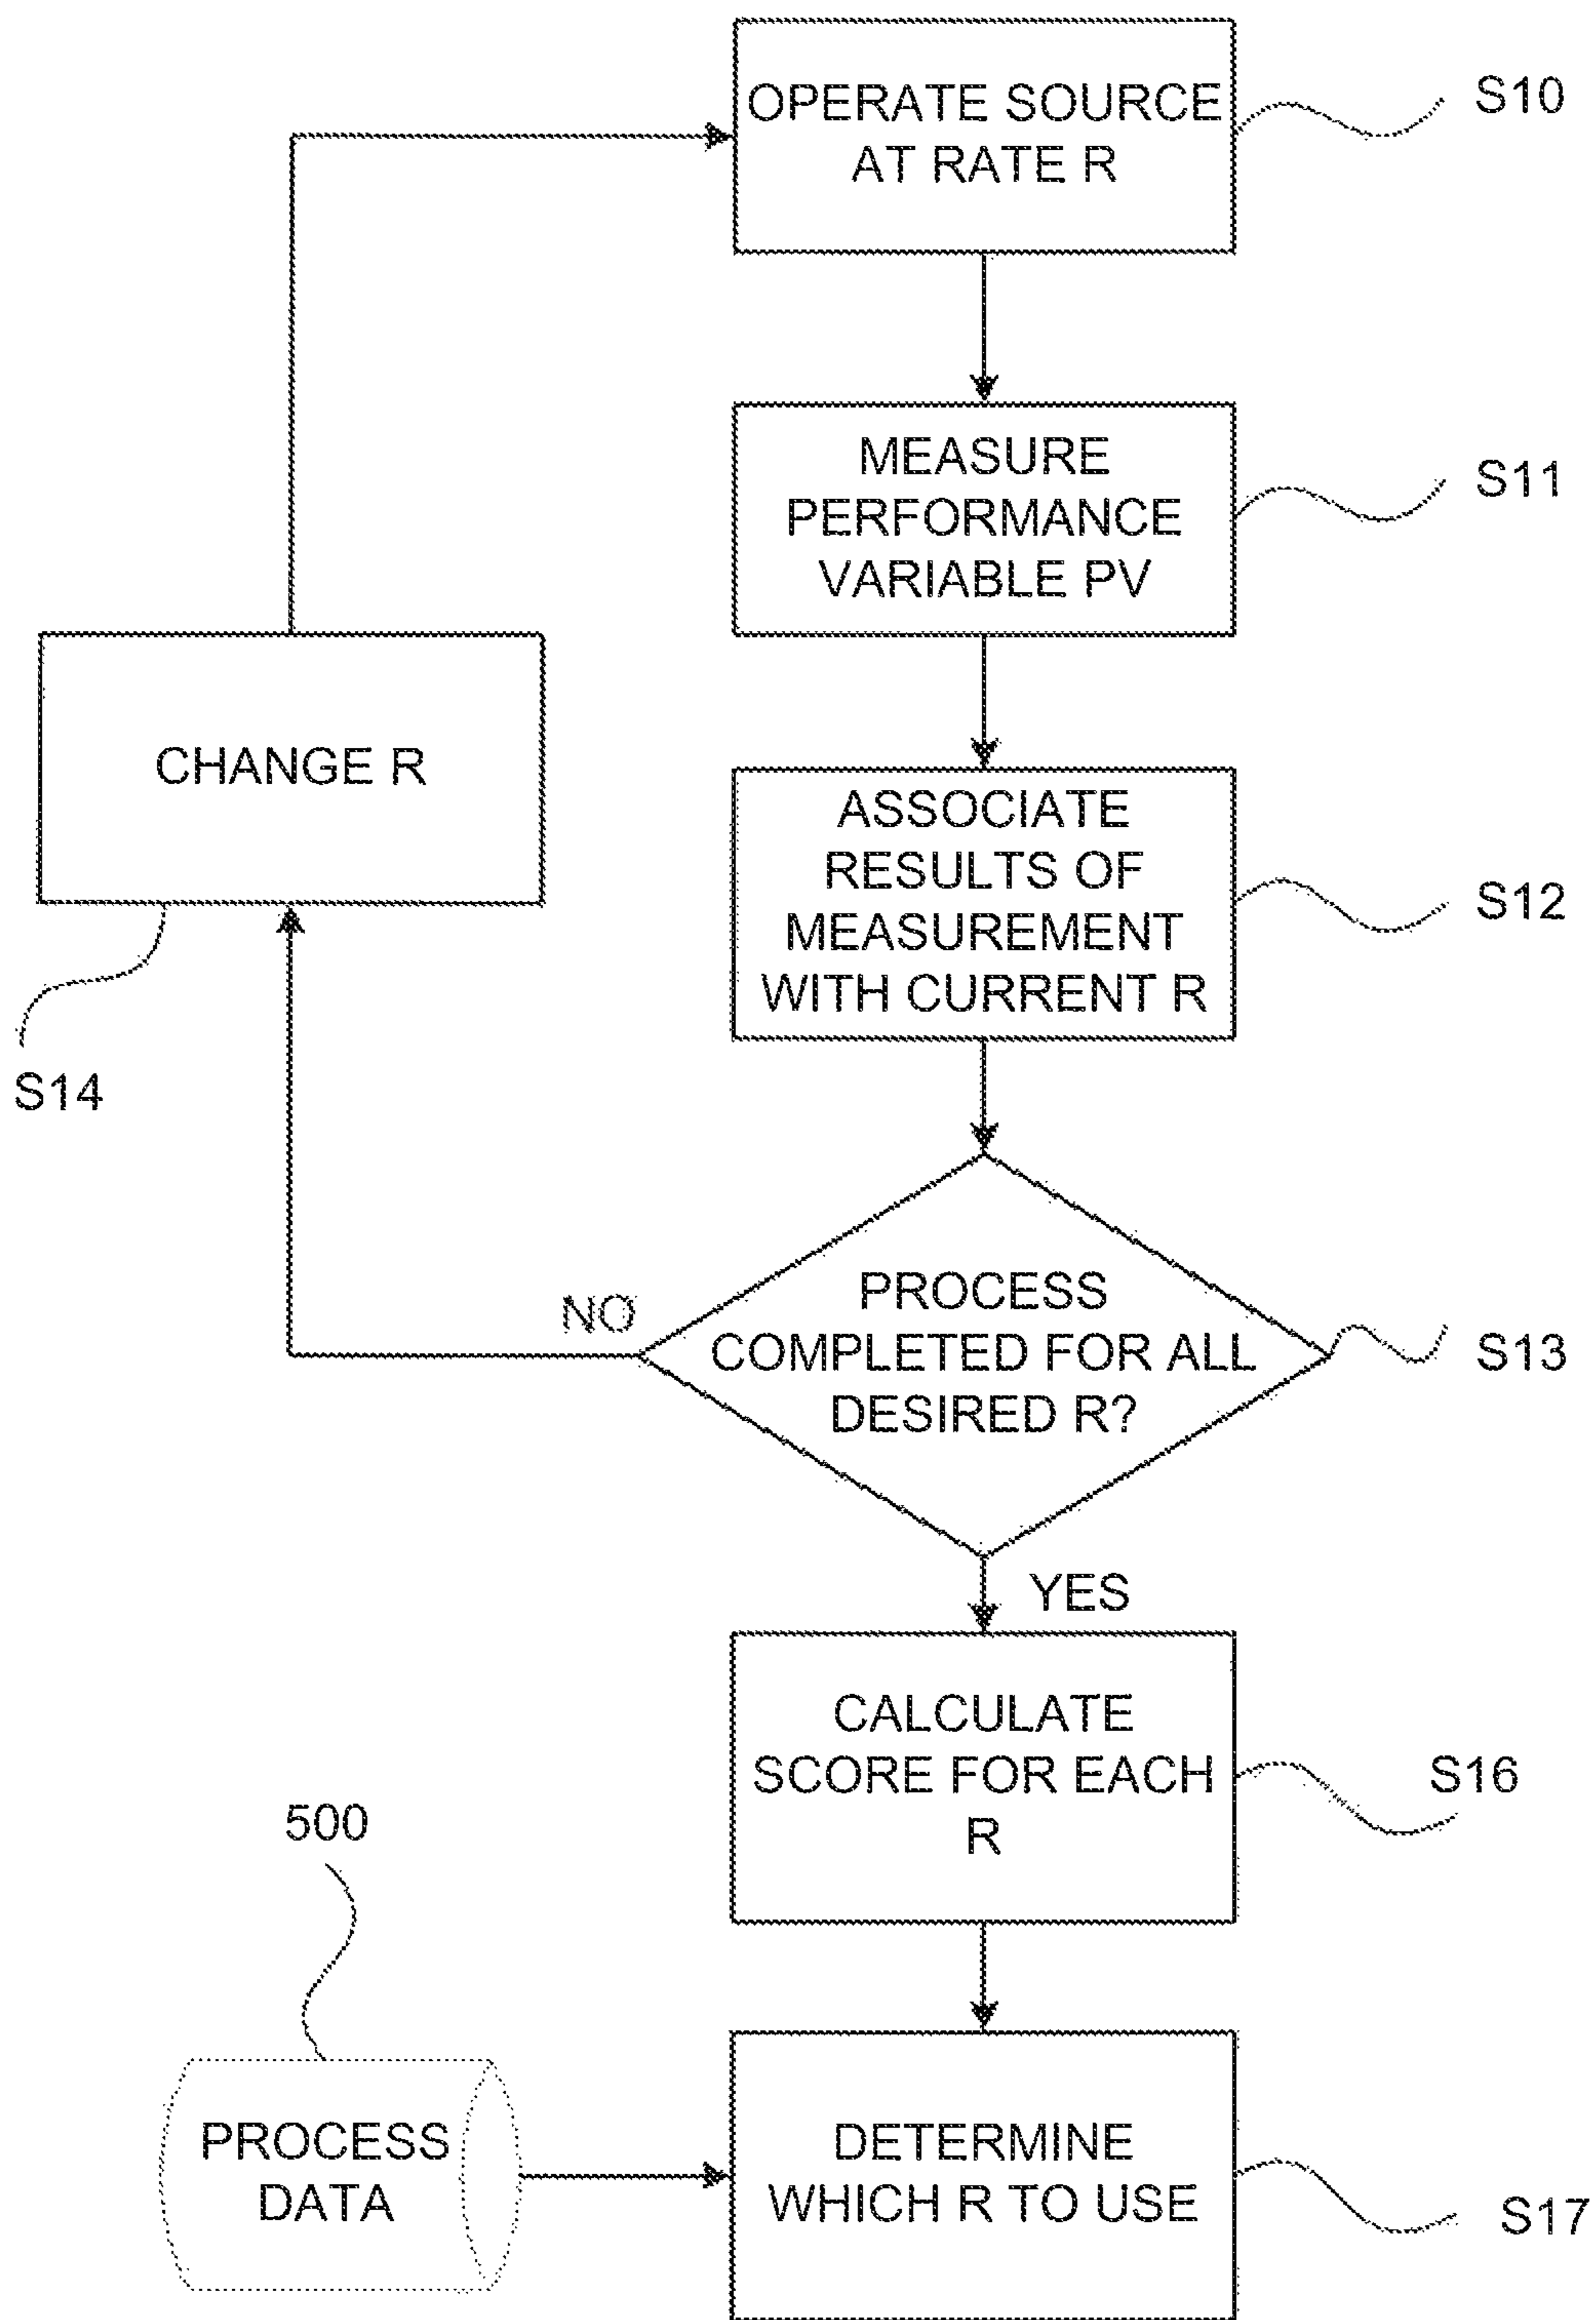 OPERATE SOURCE
AT RATE R
S10
MEASURE
PERFORMANCE
VARIABLE PV
S11
CHANGE R
S14
ASSOCIATE
RESULTS OF
MEASUREMENT
WITH CURRENT R
S12
NO
PROCESS
COMPLETED FOR ALL
DESIRED R?
S13
YES
CALCULATE
SCORE FOR EACH
R
S16
500
PROCESS
DATA
DETERMINE
WHICH R TO USE
S17